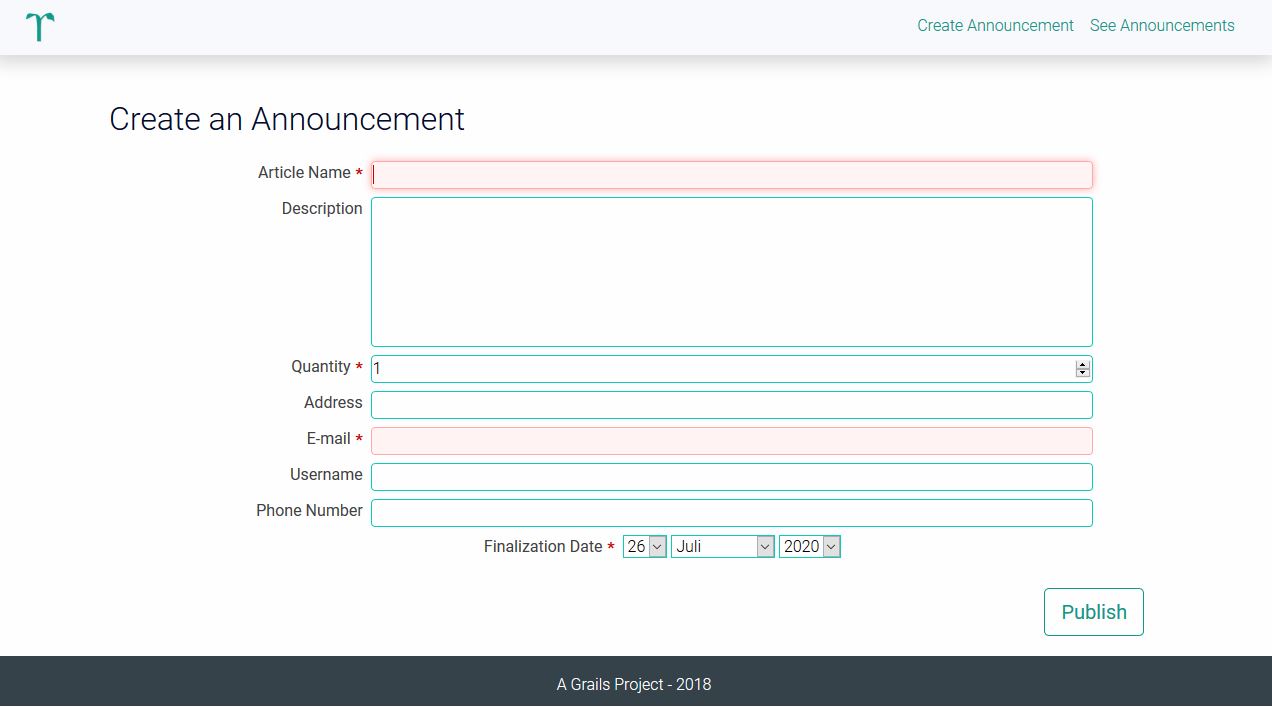 Create Announcement See Announcements
Create an Announcement
Article Name *
Description
Quantity * 1
Address
E-mail *
Username
Phone Number
Finalization Date * 26 Juli 2020
Publish
A Grails Project - 2018